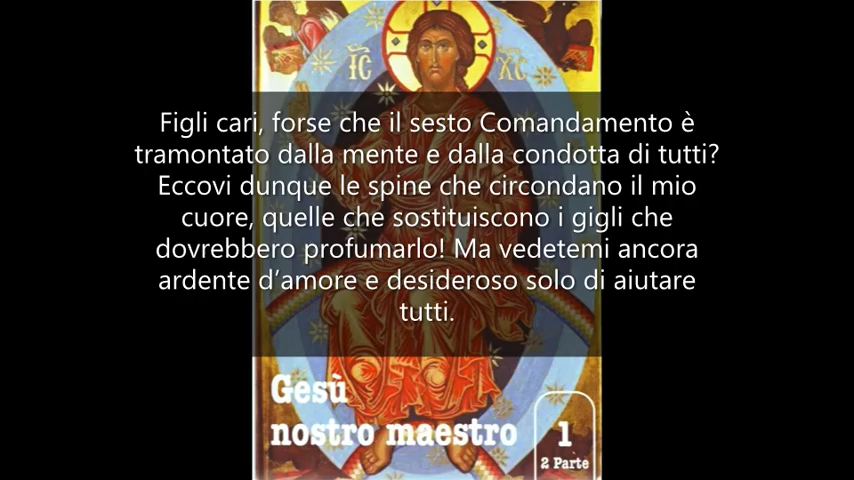 IC XC
Figli cari, forse che il sesto Comandamento è
tramontato dalla mente e dalla condotta di tutti?
Eccovi dunque le spine che circondano il mio
cuore, quelle che sostituiscono i gigli che
dovrebbero profumarlo! Ma vedetemi ancora
ardente d’amore e desideroso solo di aiutare
tutti.
Gesù
nostro maestro
1
2 Parte